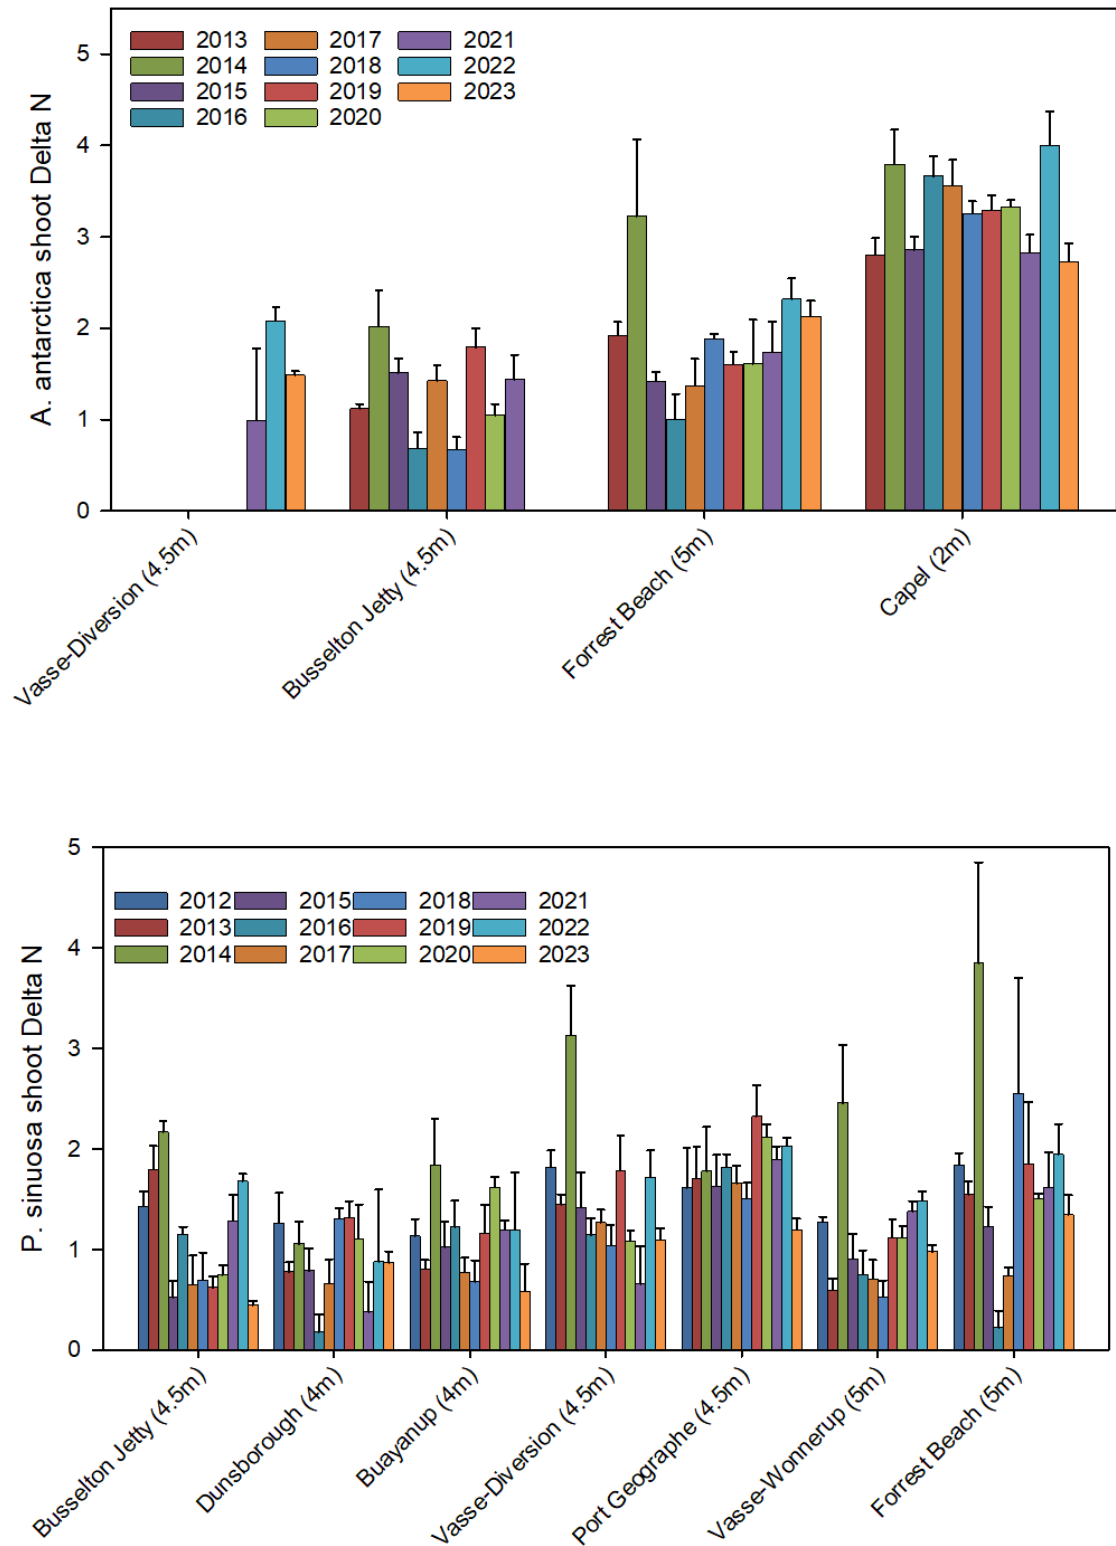 A. antarctica shoot Delta N
5
4
3
2
1
0
2013 2017 2021
2014 2018 2022
2015 2019 2023
2016 2020
Vasse-Diversion (4.5m)
Busselton Jetty (4.5m)
Forrest Beach (5m)
Capel (2m)
P. sinuosa shoot Delta N
5
4
3
2
1
0
2012 2015 2018 2021
2013 2016 2019 2022
2014 2017 2020 2023
Busselton Jetty (4.5m)
Dunsborough (4m)
Buayanup (4m)
Vasse-Diversion (4.5m)
Port Geographe (4.5m)
Vasse-Wonnerup (5m)
Forrest Beach (5m)